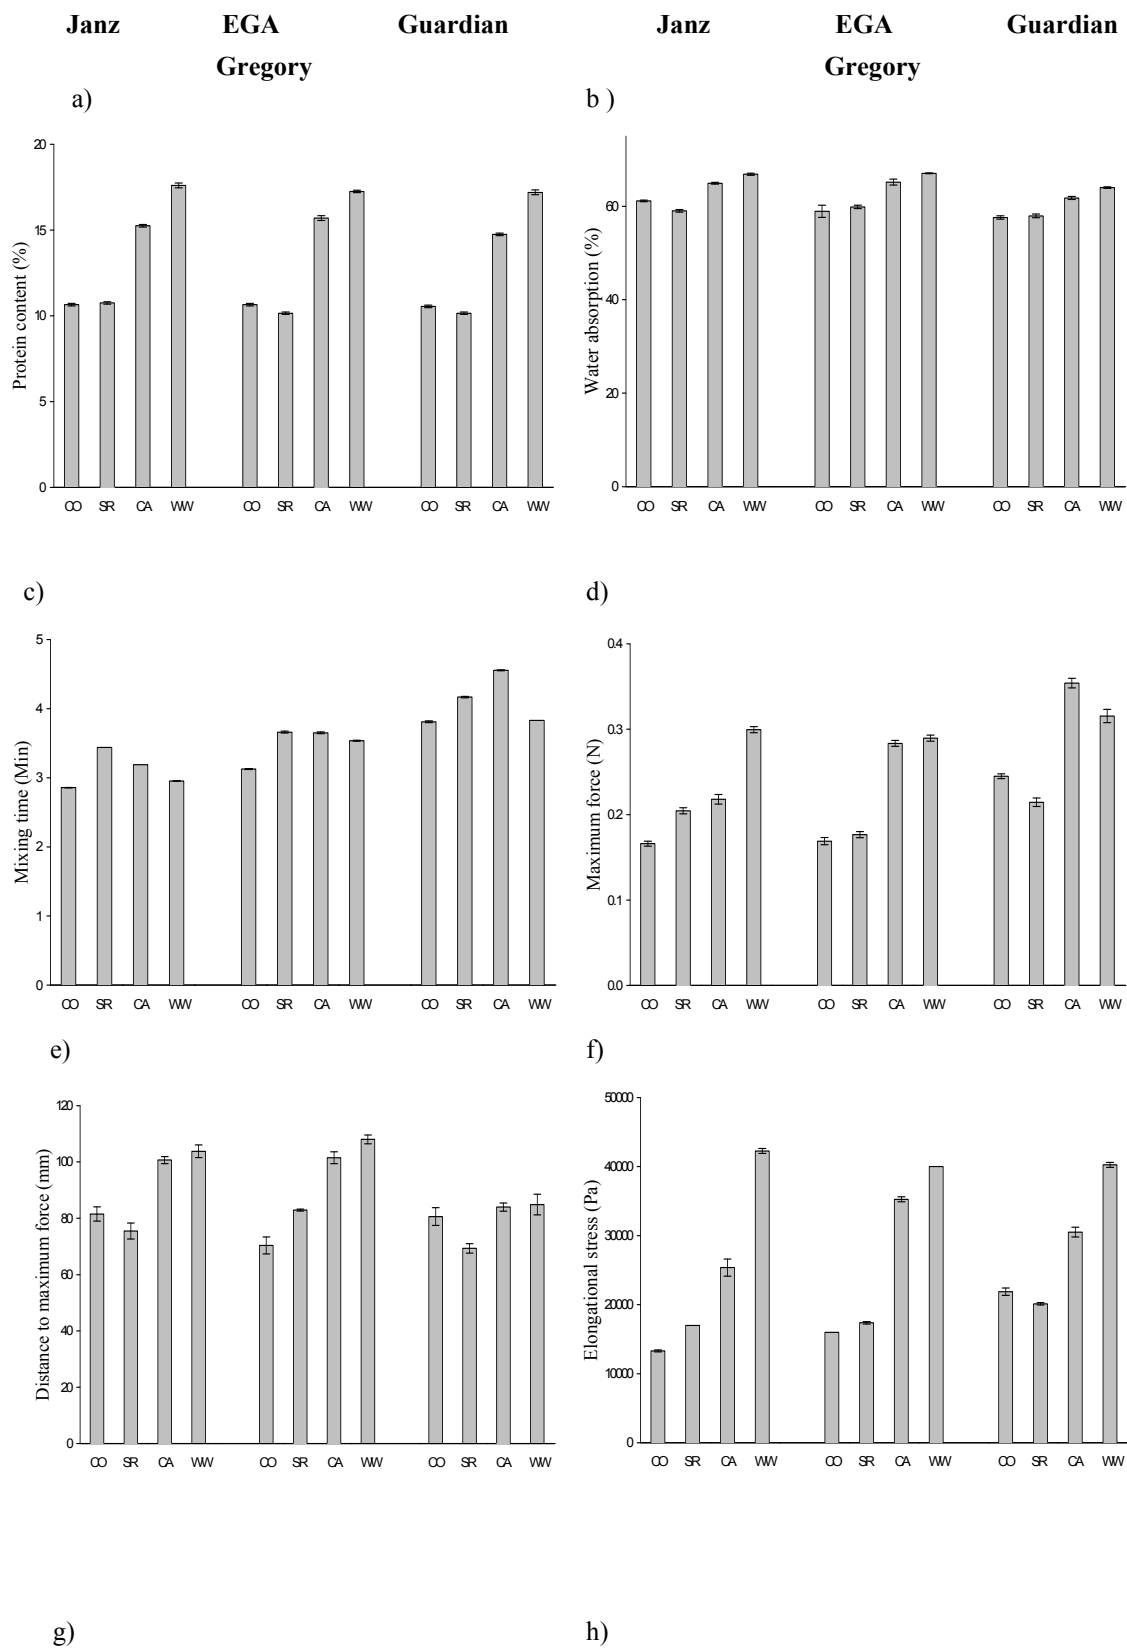 Janz EGA Guardian Janz EGA Guardian
Gregory Gregory
a) b )
20
15
10
5
0
Protein content (%)
CO SR CA WW CO SR CA WW CO SR CA WW
60
40
20
0
Water absorption (%)
CO SR CA WW CO SR CA WW CO SR CA WW
c) d)
5
4
3
2
1
0
Mixing time (Min)
CO SR CA WW CO SR CA WW CO SR CA WW
0.4
0.3
0.2
0.1
0.0
Maximum force (N)
CO SR CA WW CO SR CA WW CO SR CA WW
e) f)
120
100
80
60
40
20
0
Distance to maximum force (mm)
CO SR CA WW CO SR CA WW CO SR CA WW
50000
40000
30000
20000
10000
0
Elongational stress (Pa)
CO SR CA WW CO SR CA WW CO SR CA WW
g) h)